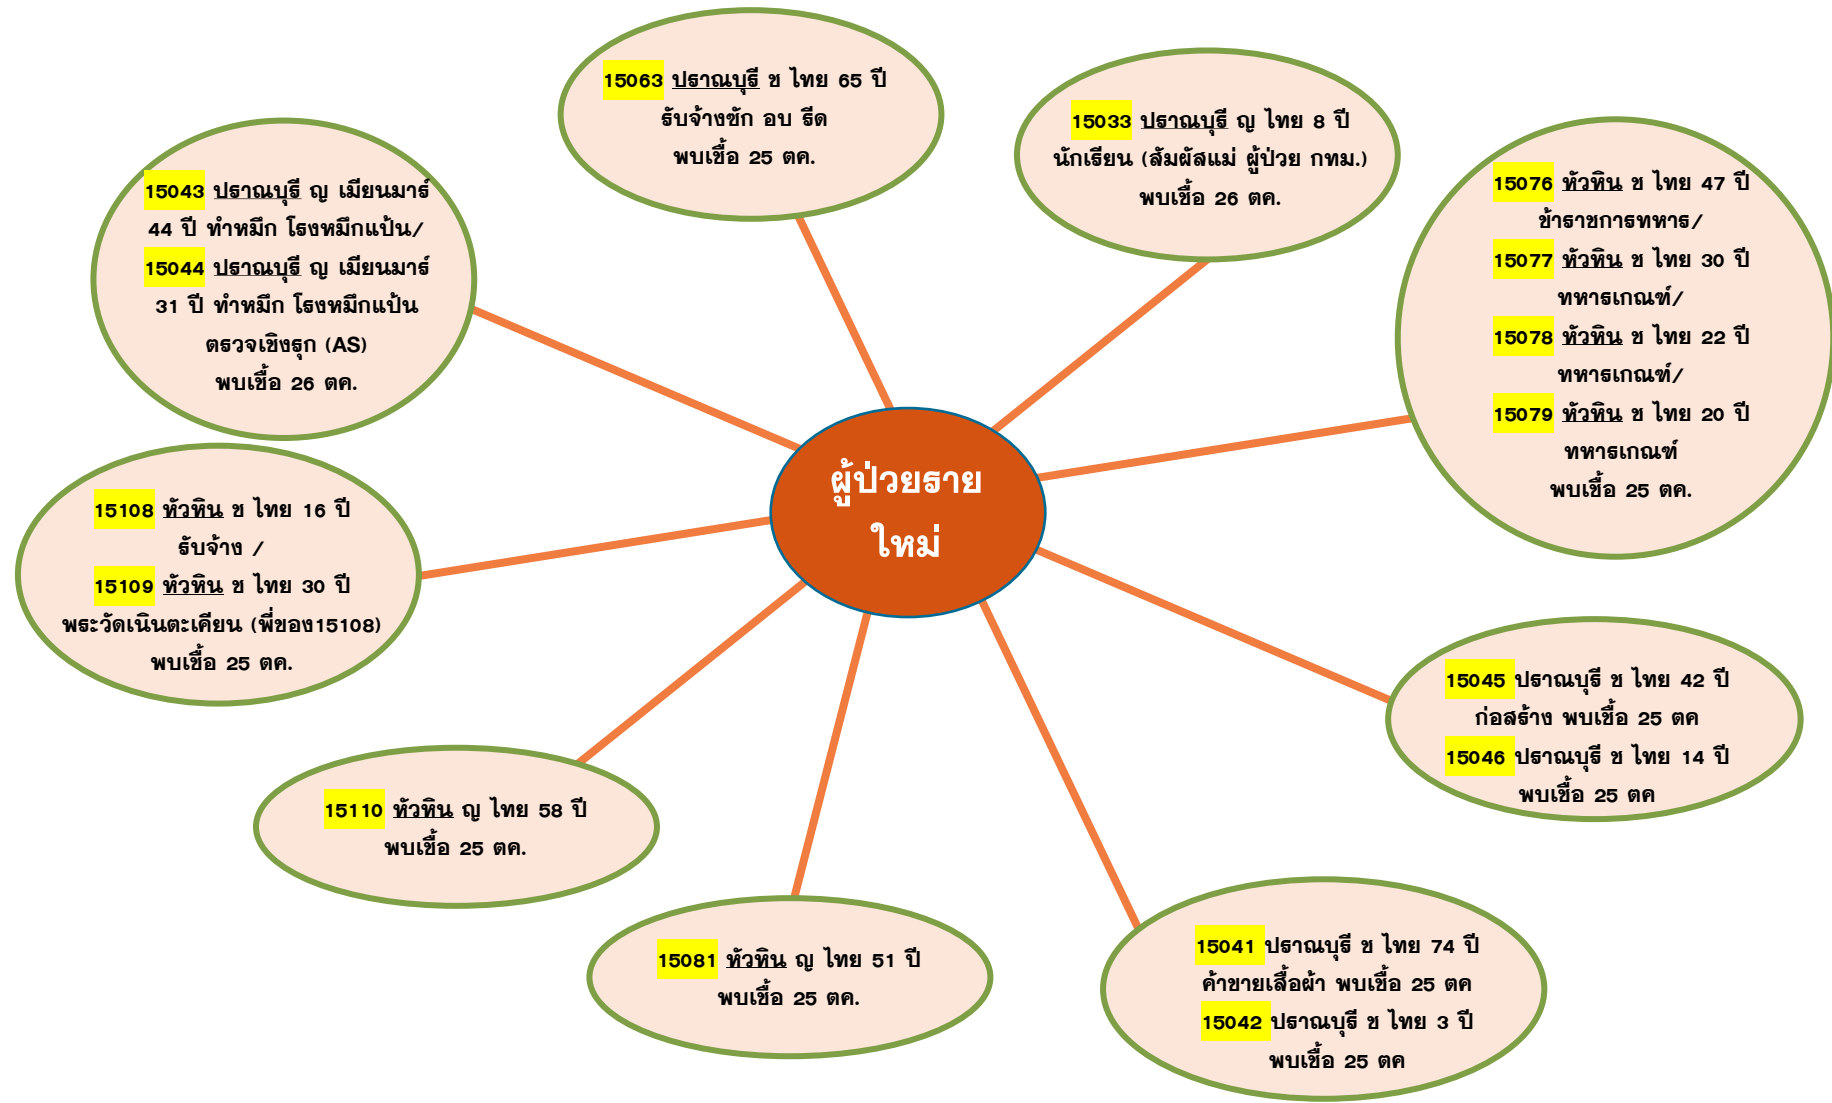 15063 ปราณบุรี ช ไทย 65 ปี
รับจ้างซัก อบ รีด
พบเชื้อ 25 ตค.
15033 ปราณบุรี ญ ไทย 8 ปี
นักเรียน (สัมผัสแม่ ผู้ป่วย กทม.)
พบเชื้อ 26 ตค.
15043 ปราณบุรี ญ เมียนมาร์
44 ปี ทำหมึก โรงหมึกแป้น/
15044 ปราณบุรี ญ เมียนมาร์
31 ปี ทำหมึก โรงหมึกแป้น
ตรวจเชิงรุก (AS)
พบเชื้อ 26 ตค.
15076 หัวหิน ช ไทย 47 ปี
ข้าราชการทหาร/
15077 หัวหิน ช ไทย 30 ปี
ทหารเกณฑ์/
15078 หัวหิน ช ไทย 22 ปี
ทหารเกณฑ์/
15079 หัวหิน ช ไทย 20 ปี
ทหารเกณฑ์
พบเชื้อ 25 ตค.
ผู้ป่วยราย
ใหม่
15108 หัวหิน ช ไทย 16 ปี
รับจ้าง /
15109 หัวหิน ช ไทย 30 ปี
พระวัดเนินตะเคียน (พี่ของ15108)
พบเชื้อ 25 ตค.
15045 ปราณบุรี ช ไทย 42 ปี
ก่อสร้าง พบเชื้อ 25 ตค
15046 ปราณบุรี ช ไทย 14 ปี
พบเชื้อ 25 ตค
15110 หัวหิน ญ ไทย 58 ปี
พบเชื้อ 25 ตค.
15081 หัวหิน ญ ไทย 51 ปี
พบเชื้อ 25 ตค.
15041 ปราณบุรี ช ไทย 74 ปี
ค้าขายเสื้อผ้า พบเชื้อ 25 ตค
15042 ปราณบุรี ช ไทย 3 ปี
พบเชื้อ 25 ตค